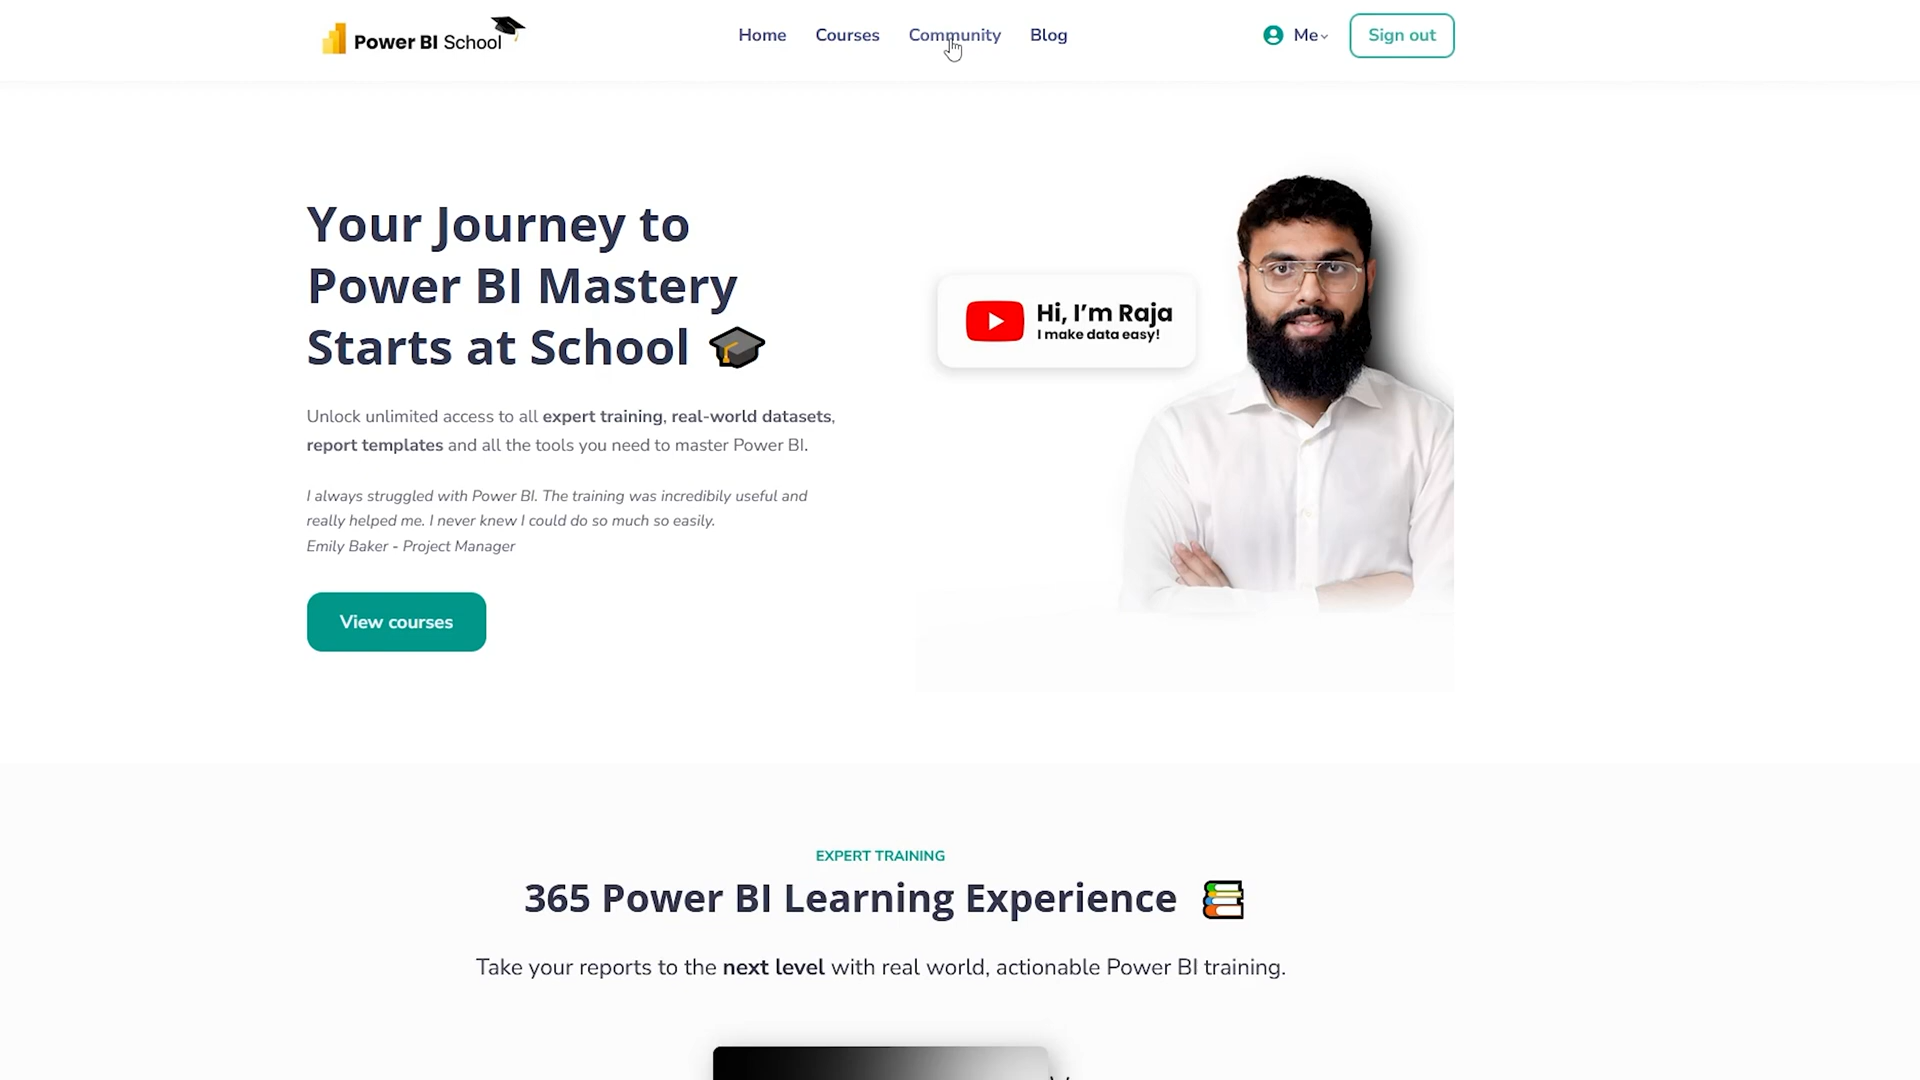 Power BI School
Home
Courses
Community
Blog
Me
Sign out
Your Journey to
Power BI Mastery
Starts at School
Hi, I'm Raja
I make data easy!
Unlock unlimited access to all expert training, real-world datasets,
report templates and all the tools you need to master Power BI.
I always struggled with Power BI. The training was incredibily useful and
really helped me. I never knew I could do so much so easily.
Emily Baker - Project Manager
View courses
EXPERT TRAINING
365 Power BI Learning Experience
Take your reports to the next level with real world, actionable Power BI training.